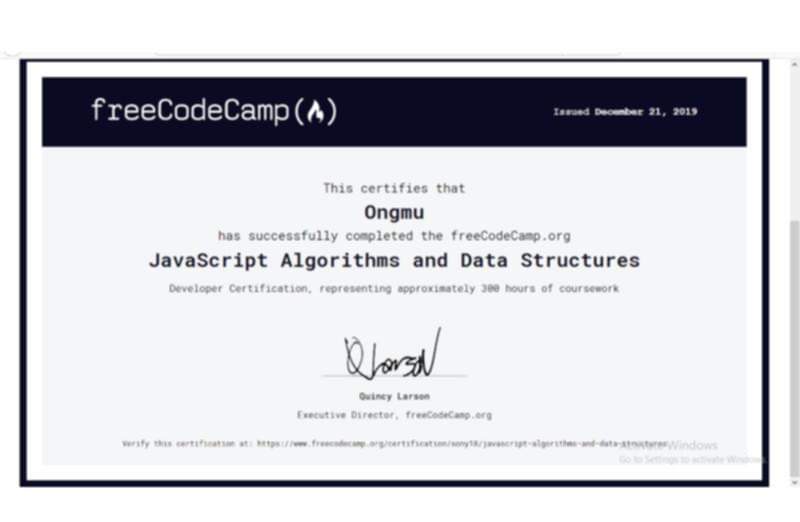 freeCodeCamp(🔥)
Issued December 21, 2019
This certifies that
Ongmu
has successfully completed the freeCodeCamp.org
JavaScript Algorithms and Data Structures
Developer Certification, representing approximately 300 hours of coursework
Q Larson
Quincy Larson
Executive Director, freeCodeCamp.org
Verify this certification at: https://www.freecodecamp.org/certification/sony18/javascript-algorithms-and-data-structures
Activate Windows
Go to Settings to activate Windows.